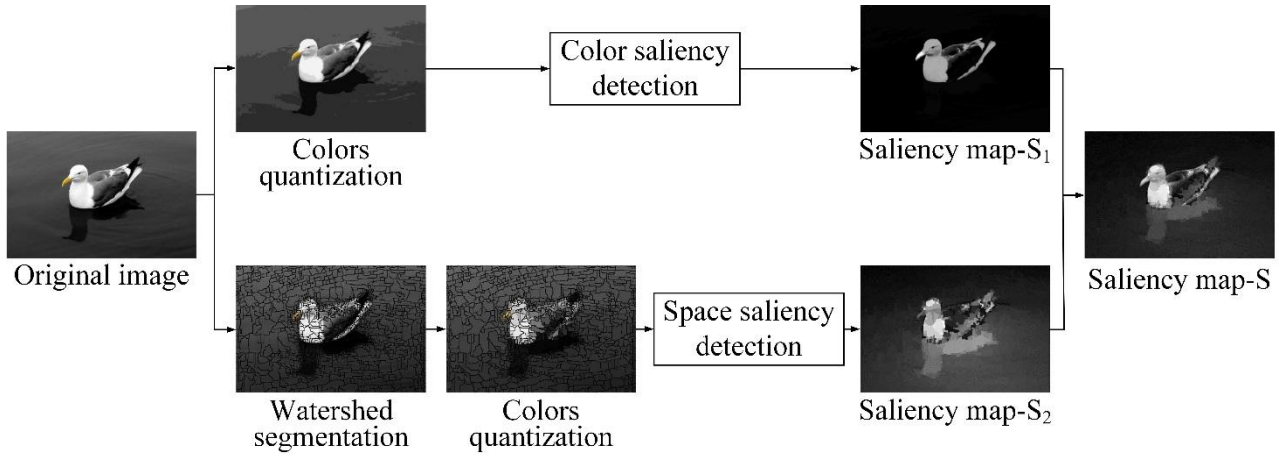 Original image
Colors
quantization
Color saliency
detection
Saliency map-S₁
Watershed
segmentation
Colors
quantization
Space saliency
detection
Saliency map-S₂
Saliency map-S